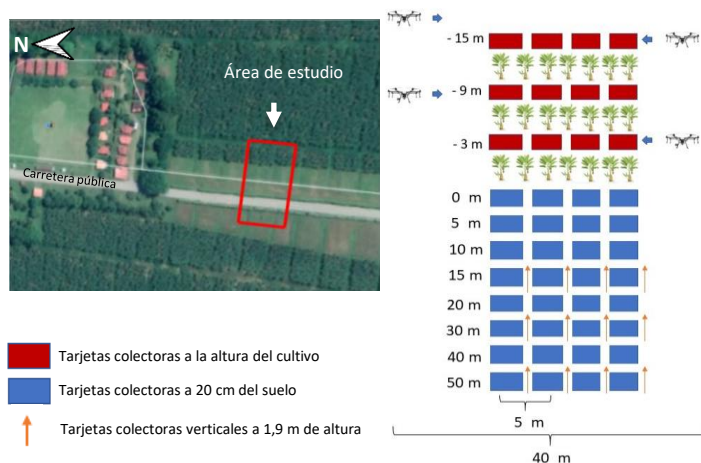 N
Área de estudio
Carretera pública
Tarjetas colectoras a la altura del cultivo
Tarjetas colectoras a 20 cm del suelo
Tarjetas colectoras verticales a 1,9 m de altura
- 15 m
- 9 m
- 3 m
0 m
5 m
10 m
15 m
20 m
30 m
40 m
50 m
5 m
40 m